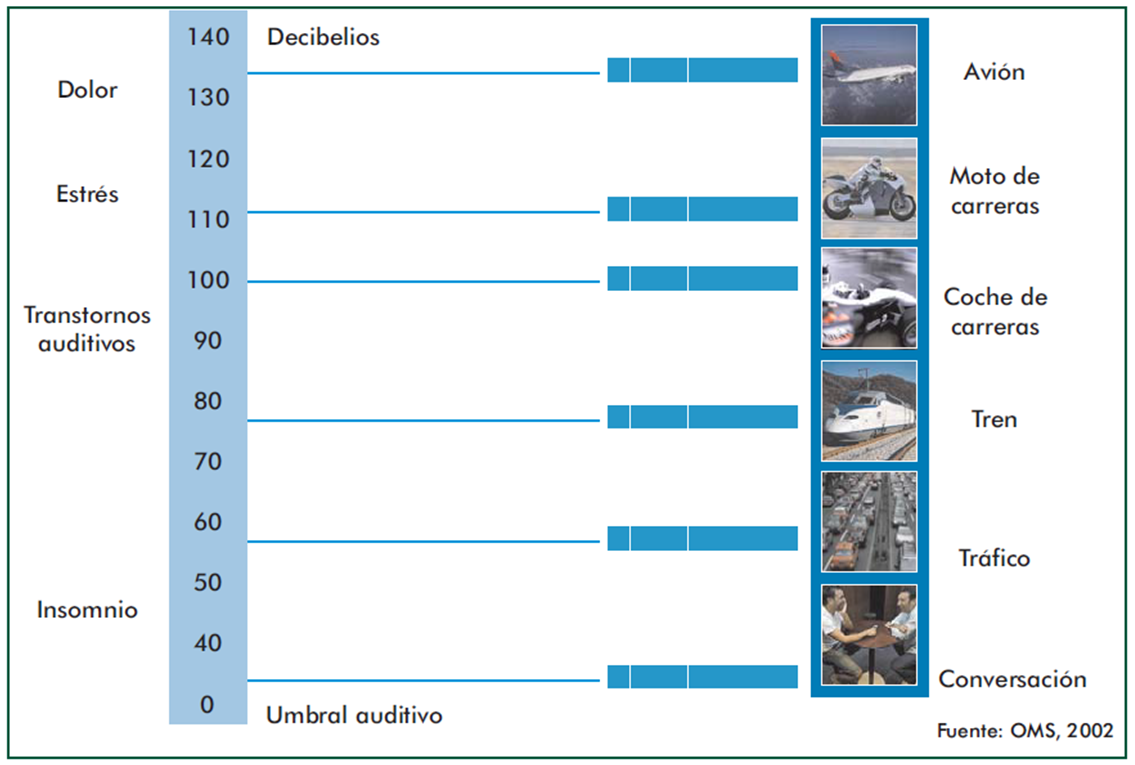 140
Decibelios
Dolor
130
Avión
120
Estrés
110
Moto de
carreras
100
Transtornos
auditivos
90
Coche de
carreras
80
Tren
70
60
Tráfico
50
Insomnio
40
Conversación
0
Umbral auditivo
Fuente: OMS, 2002